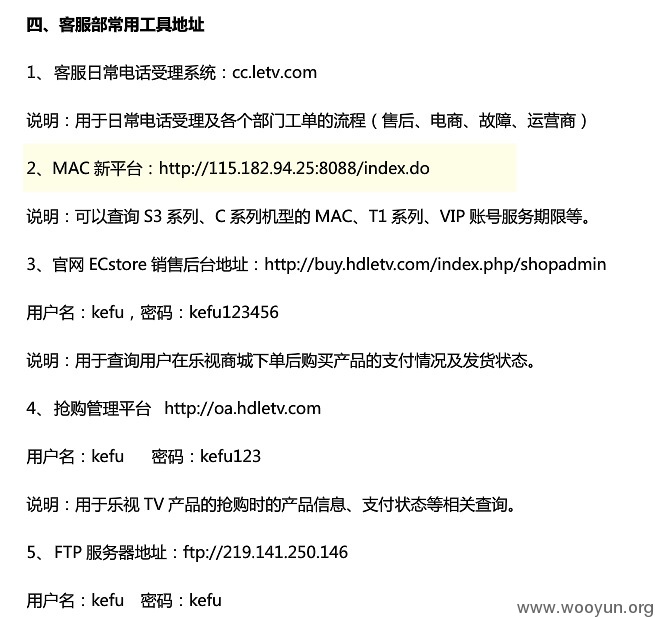 四、客服部常用工具地址
1、客服日常电话受理系统：cc.letv.com
说明：用于日常电话受理及各个部门工单的流程（售后、电商、故障、运营商）
2、MAC 新平台：http://115.182.94.25:8088/index.do
说明：可以查询 S3 系列、C 系列机型的 MAC、T1 系列、VIP 账号服务期限等。
3、官网 ECstore 销售后台地址：http://buy.hdletv.com/index.php/shopadmin
用户名：kefu，密码：kefu123456
说明：用于查询用户在乐视商城下单后购买产品的支付情况及发货状态。
4、抢购管理平台 http://oa.hdletv.com
用户名：kefu 密码：kefu123
说明：用于乐视 TV 产品的抢购时的产品信息、支付状态等相关查询。
5、FTP 服务器地址：ftp://219.141.250.146
用户名：kefu 密码：kefu
www.wooyun.org